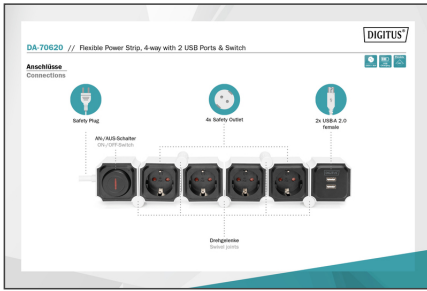 DIGITUS®
DA-70620 // Flexible Power Strip, 4-way with 2 USB Ports & Switch
Anschlüsse
Connections
Safety Plug
4x Safety Outlet
2x USB-A 2.0
female
AN-/AUS-Schalter
ON-/OFF-Switch
Drehgelenke
Swivel joints